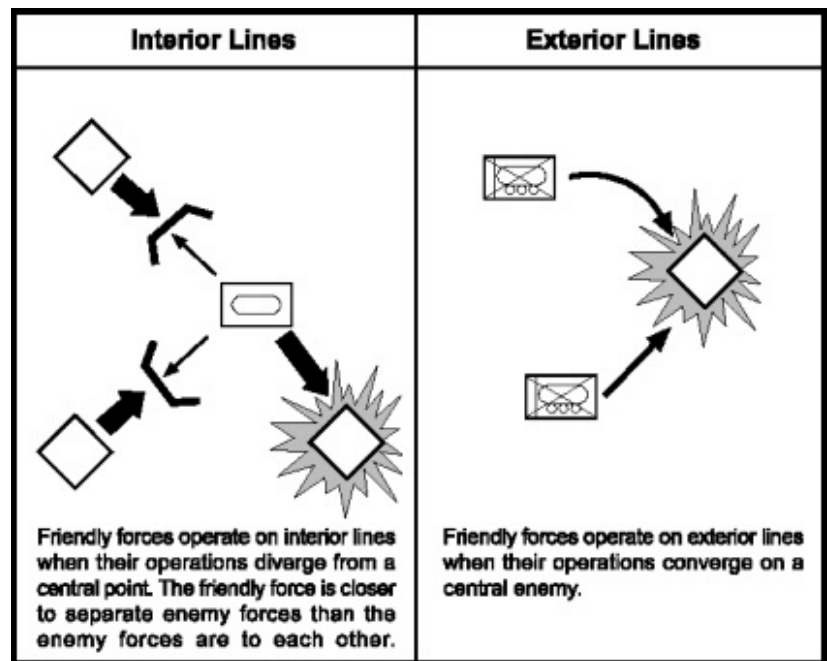 Interior Lines
Exterior Lines
Friendly forces operate on interior lines
when their operations diverge from a
central point. The friendly force is closer
to separate enemy forces than the
enemy forces are to each other.
Friendly forces operate on exterior lines
when their operations converge on a
central enemy.